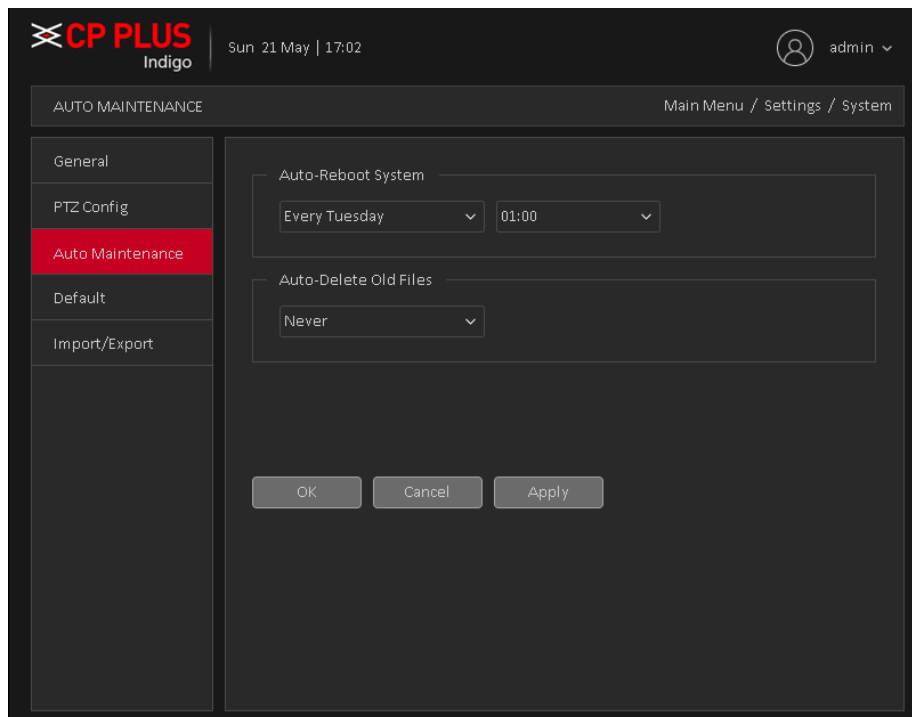 CP PLUS
Indigo
Sun 21 May | 17:02
admin
AUTO MAINTENANCE
Main Menu / Settings / System
General
PTZ Config
Auto Maintenance
Default
Import/Export
Auto-Reboot System
Every Tuesday
01:00
Auto-Delete Old Files
Never
OK
Cancel
Apply